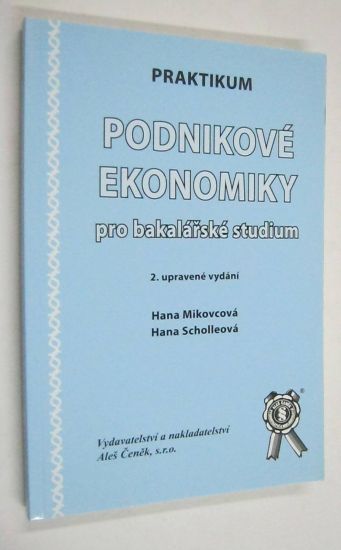 PRAKTIKUM
PODNIKOVÉ
EKONOMIKY
pro bakalářské studium
2. upravené vydání
Hana Mikovcová
Hana Scholleová
Vydavatelství a nakladatelství
Aleš Čeněk, s.r.o.
®